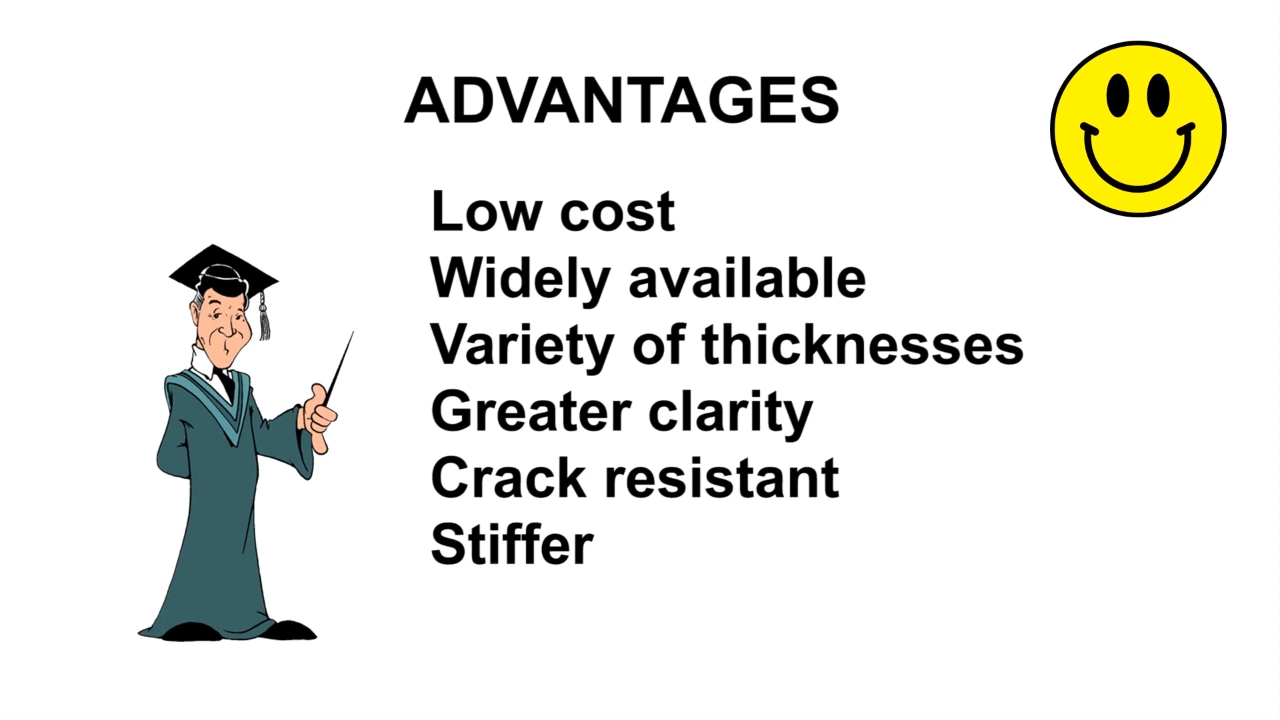 ADVANTAGES
Low cost
Widely available
Variety of thicknesses
Greater clarity
Crack resistant
Stiffer